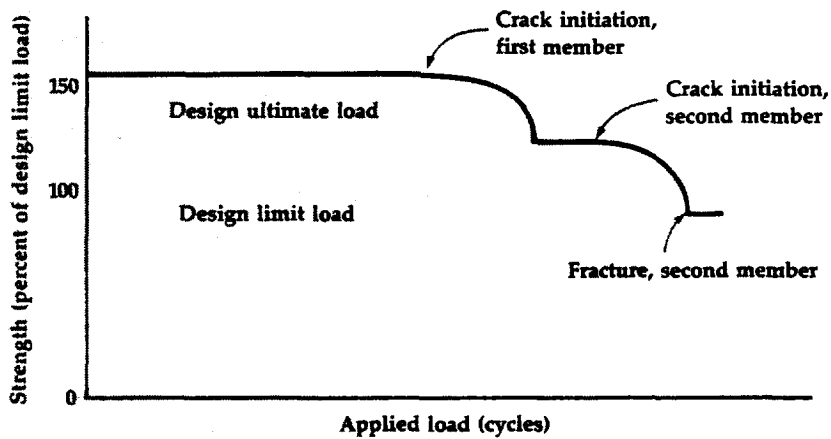 Crack initiation,
first member
150
Crack initiation,
second member
Design ultimate load
100
Design limit load
Fracture, second member
0
Strength (percent of design limit load)
Applied load (cycles)